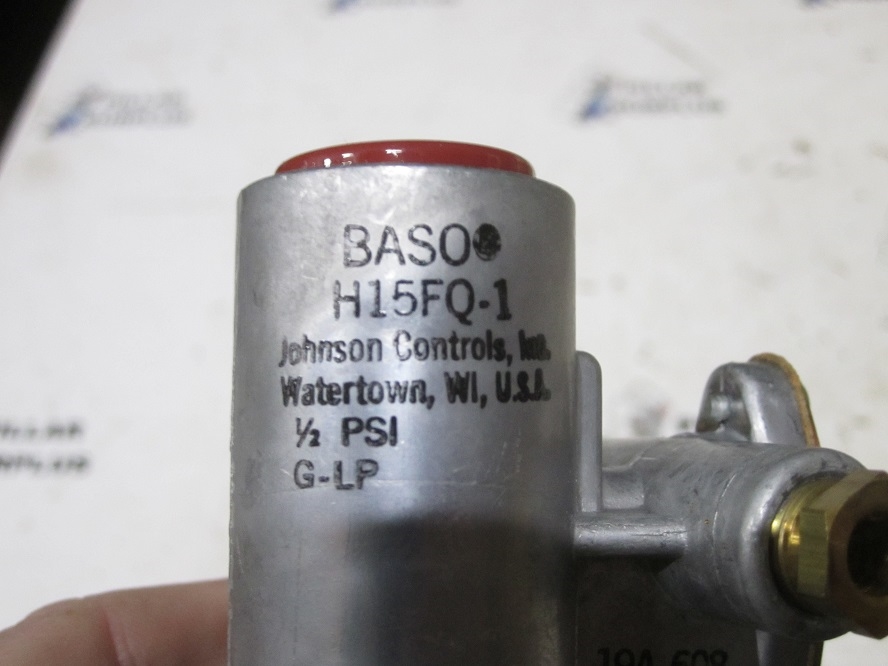 BASO®
H15FQ-1
Johnson Controls, Inc.
Watertown, WI, U.S.A.
½ PSI
G-LP